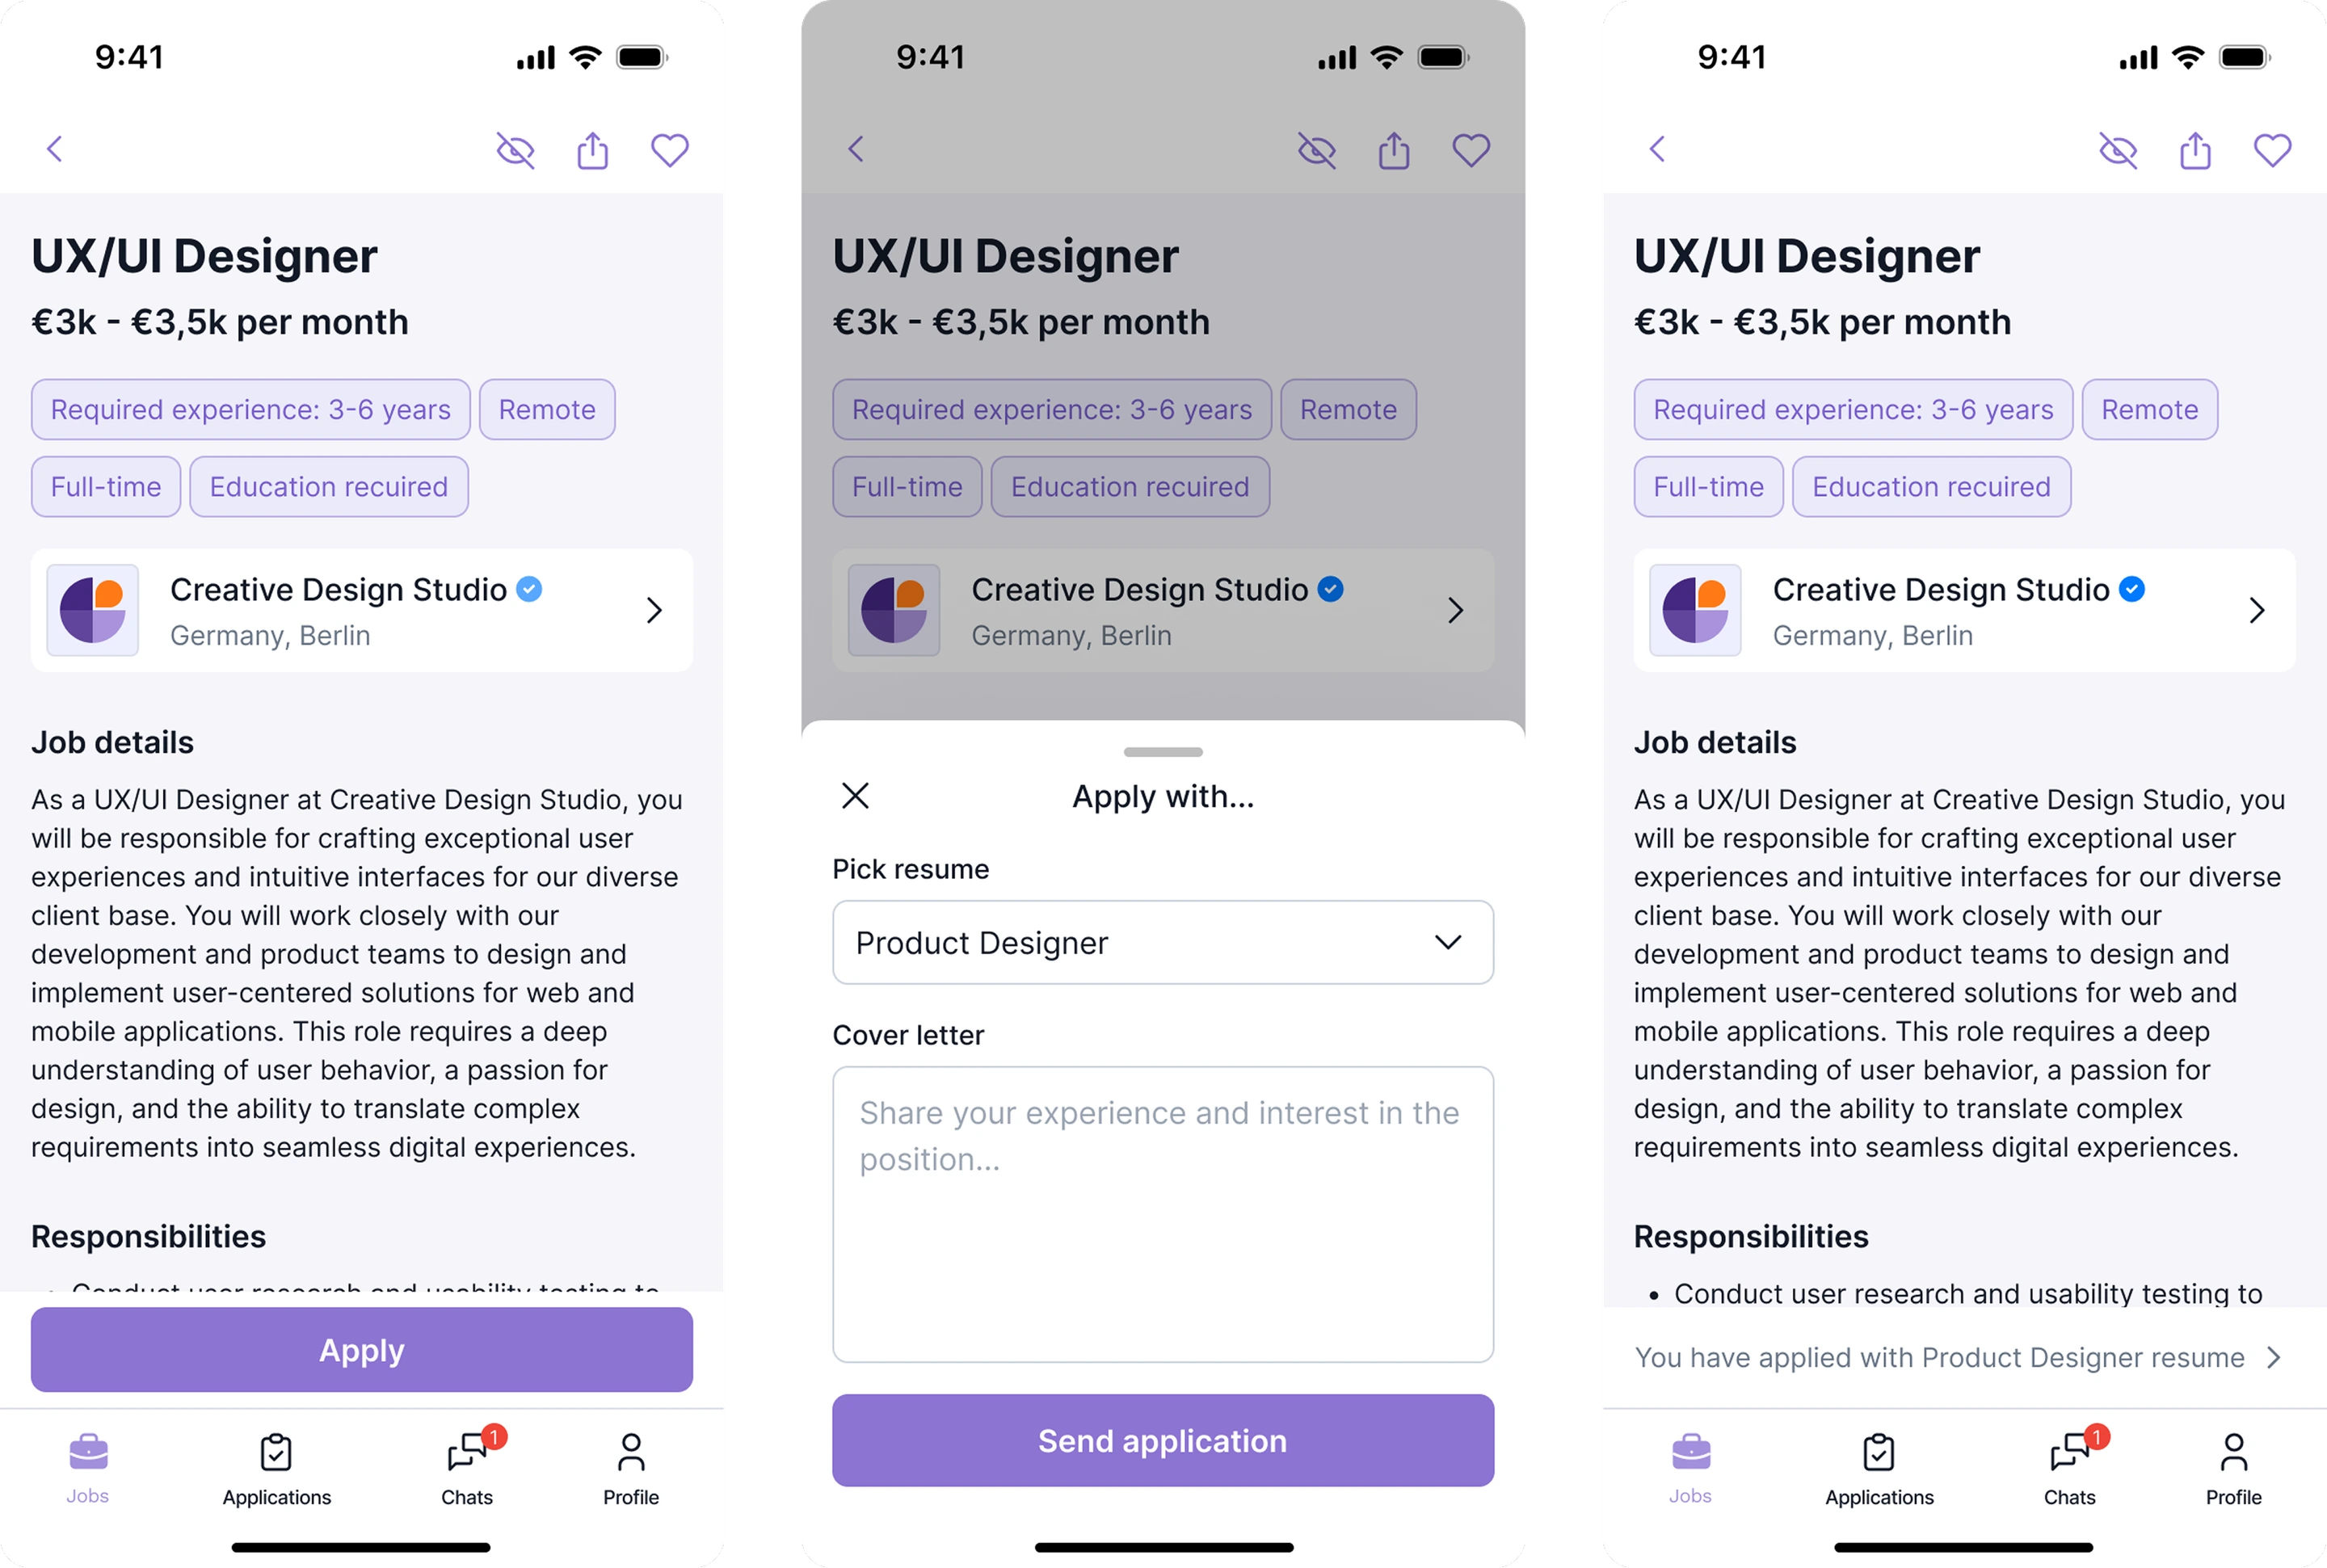 9:41
UX/UI Designer
€3k - €3,5k per month
Required experience: 3-6 years
Remote
Full-time
Education recuired
Creative Design Studio
Germany, Berlin
Job details
As a UX/UI Designer at Creative Design Studio, you
will be responsible for crafting exceptional user
experiences and intuitive interfaces for our diverse
client base. You will work closely with our
development and product teams to design and
implement user-centered solutions for web and
mobile applications. This role requires a deep
understanding of user behavior, a passion for
design, and the ability to translate complex
requirements into seamless digital experiences.
Responsibilities
• Conduct user research and usability testing to
Apply
Jobs
Applications
1
Chats
Profile
9:41
UX/UI Designer
€3k - €3,5k per month
Required experience: 3-6 years
Remote
Full-time
Education recuired
Creative Design Studio
Germany, Berlin
Apply with...
Pick resume
Product Designer
Cover letter
Share your experience and interest in the
position...
Send application
9:41
UX/UI Designer
€3k - €3,5k per month
Required experience: 3-6 years
Remote
Full-time
Education recuired
Creative Design Studio
Germany, Berlin
Job details
As a UX/UI Designer at Creative Design Studio, you
will be responsible for crafting exceptional user
experiences and intuitive interfaces for our diverse
client base. You will work closely with our
development and product teams to design and
implement user-centered solutions for web and
mobile applications. This role requires a deep
understanding of user behavior, a passion for
design, and the ability to translate complex
requirements into seamless digital experiences.
Responsibilities
• Conduct user research and usability testing to
You have applied with Product Designer resume
Jobs
Applications
1
Chats
Profile